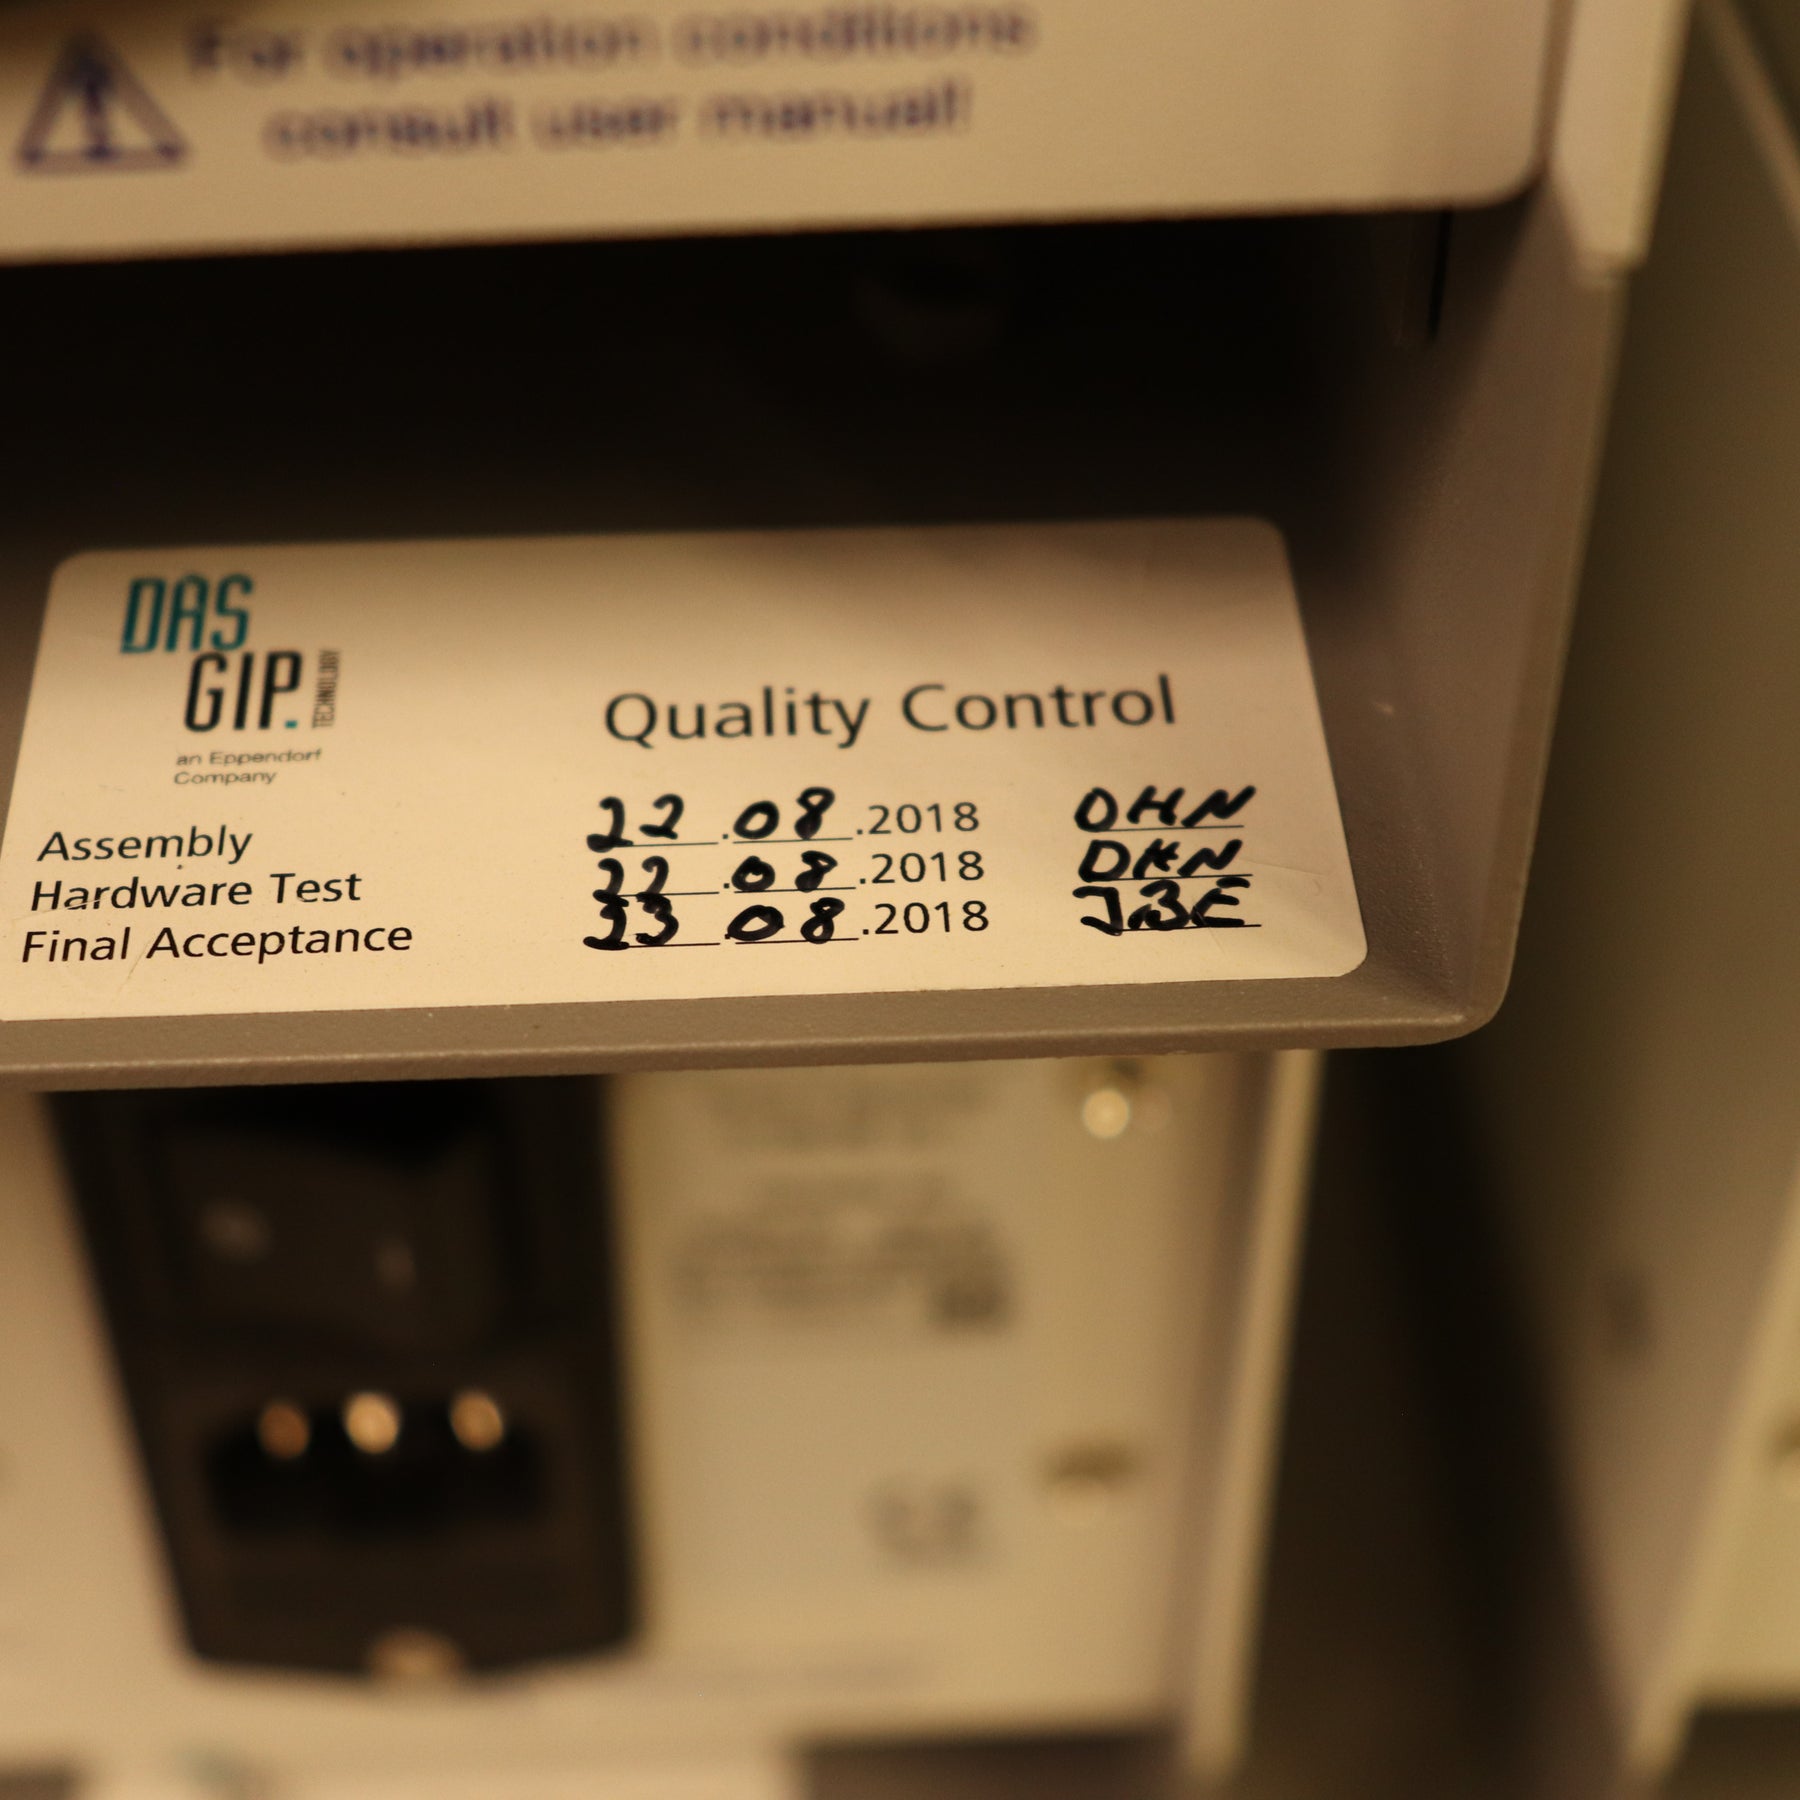 For operation conditions
consult user manual!
DAS
GIP.
TECHNOLOGY
an Eppendorf
Company
Quality Control
Assembly 22.08.2018 DHN
Hardware Test 22.08.2018 DHN
Final Acceptance 23.08.2018 JBE